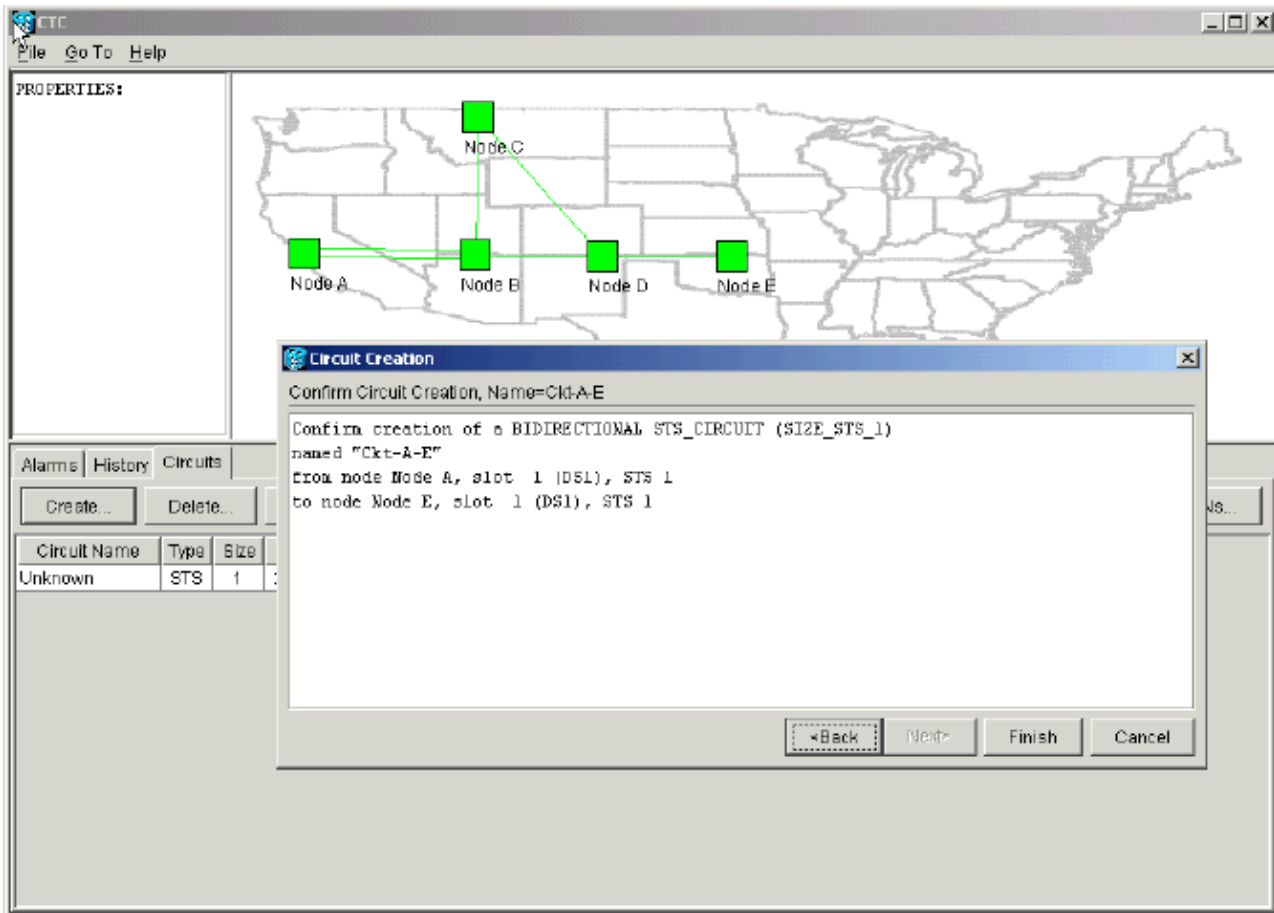 CTC
File Go To Help
PROPERTIES:
Node C
Node A
Node B
Node D
Node E
Circuit Creation
Confirm Circuit Creation, Name=Ckt-A-E
Confirm creation of a BIDIRECTIONAL STS_CIRCUIT (SIZE_STS_1)
named "Ckt-A-E"
from node Node A, slot 1 (DS1), STS 1
to node Node E, slot 1 (DS1), STS 1
Alarms History Circuits
Create... Delete...
Circuit Name Type Size
Unknown STS 1
<Back Next> Finish Cancel